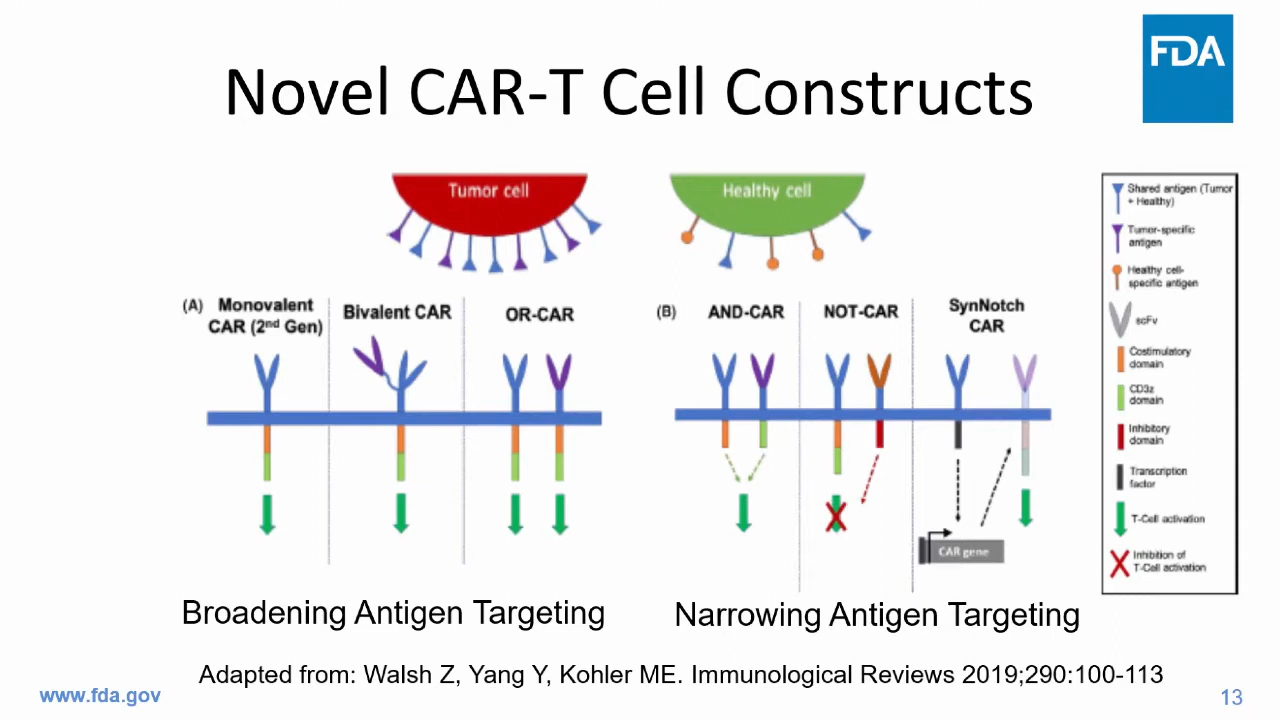 FDA
Novel CAR-T Cell Constructs
Tumor cell
Healthy cell
(A) Monovalent
CAR (2nd Gen)
Bivalent CAR
OR-CAR
(B)
AND-CAR
NOT-CAR
SynNotch
CAR
CAR gene
Shared antigen (Tumor
+ Healthy)
Tumor-specific
antigen
Healthy cell-
specific antigen
scFv
Costimulatory
domain
CD3z
domain
Inhibitory
domain
Transcription
factor
T-Cell activation
Inhibition of
T-Cell activation
Broadening Antigen Targeting
Narrowing Antigen Targeting
Adapted from: Walsh Z, Yang Y, Kohler ME. Immunological Reviews 2019;290:100-113
www.fda.gov
13